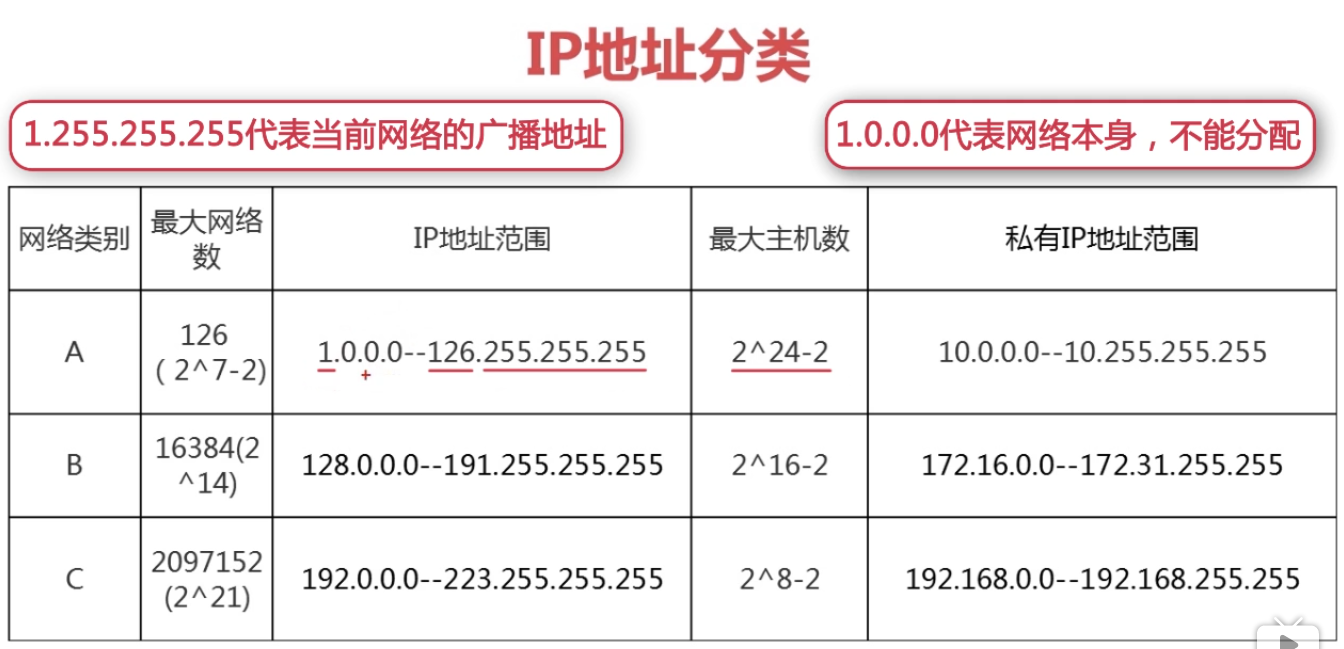 IP地址分类
1.255.255.255代表当前网络的广播地址
1.0.0.0代表网络本身，不能分配
网络类别
最大网络
数
IP地址范围
最大主机数
私有IP地址范围
A
126
( 2^7-2)
1.0.0.0--126.255.255.255
+
2^24-2
10.0.0.0--10.255.255.255
B
16384(2
^14)
128.0.0.0--191.255.255.255
2^16-2
172.16.0.0--172.31.255.255
C
2097152
(2^21)
192.0.0.0--223.255.255.255
2^8-2
192.168.0.0--192.168.255.255